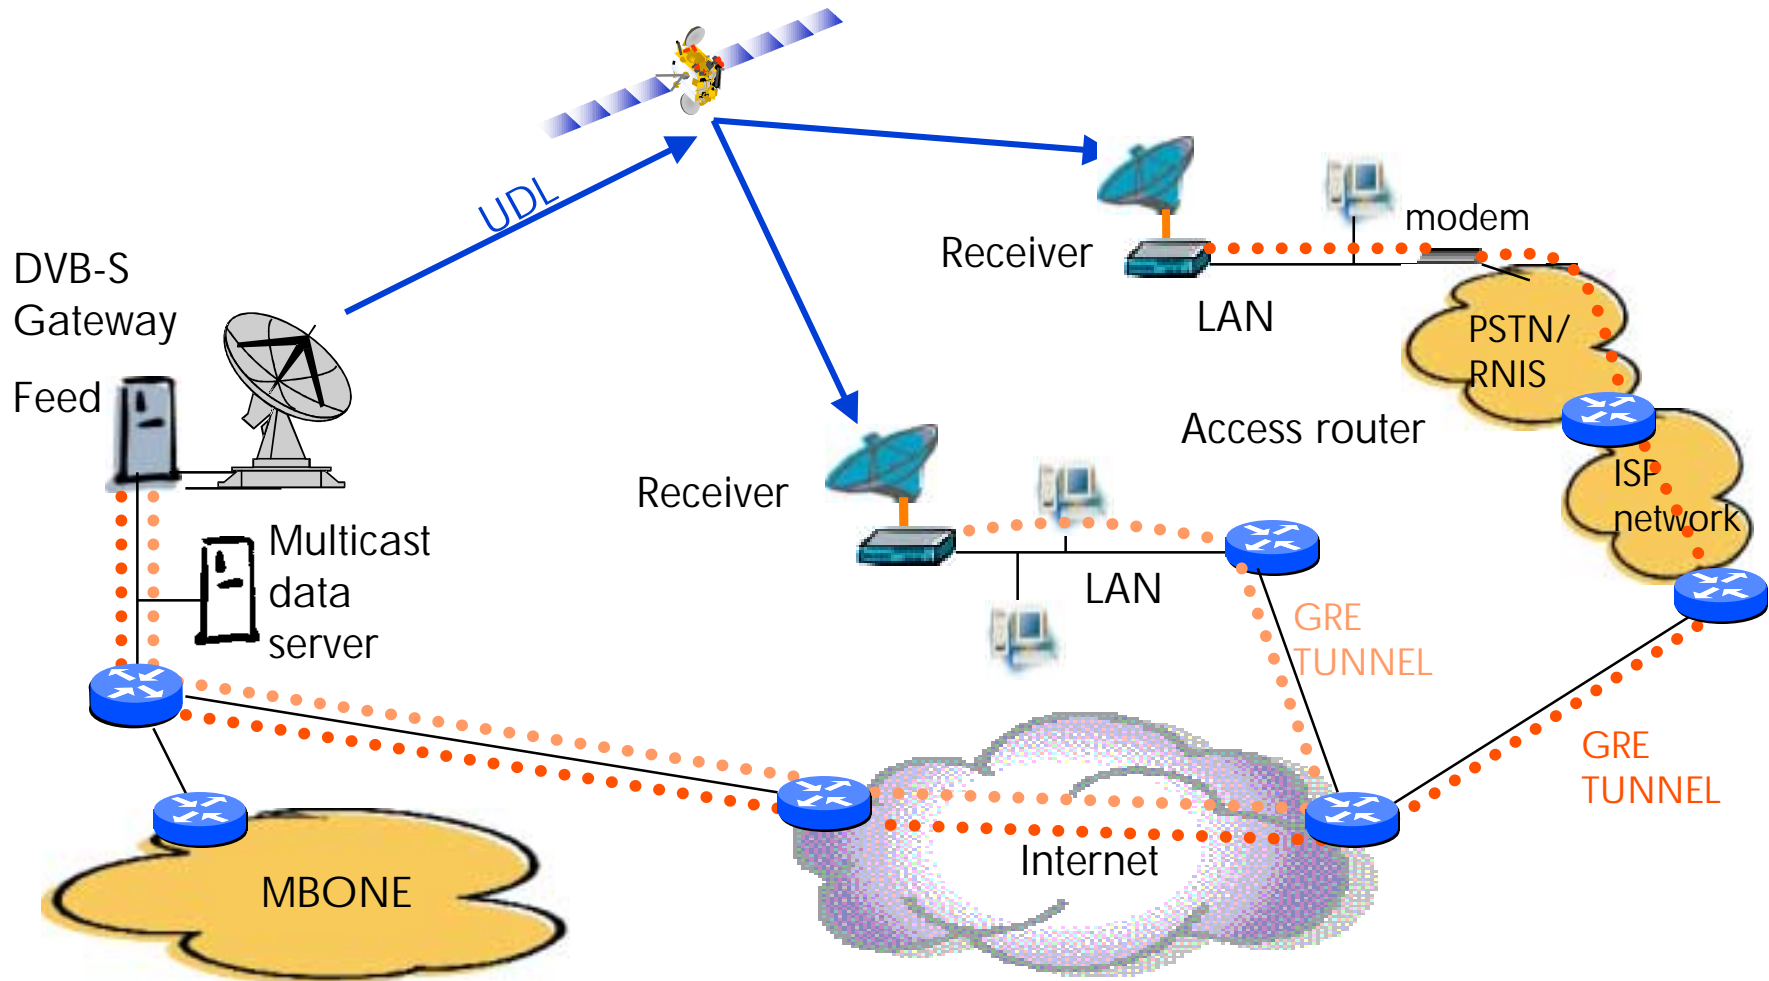 UDL
DVB-S
Gateway
Feed
Receiver
modem
LAN
PSTN/
RNIS
Access router
ISP
network
Receiver
LAN
Multicast
data
server
GRE
TUNNEL
GRE
TUNNEL
Internet
MBONE